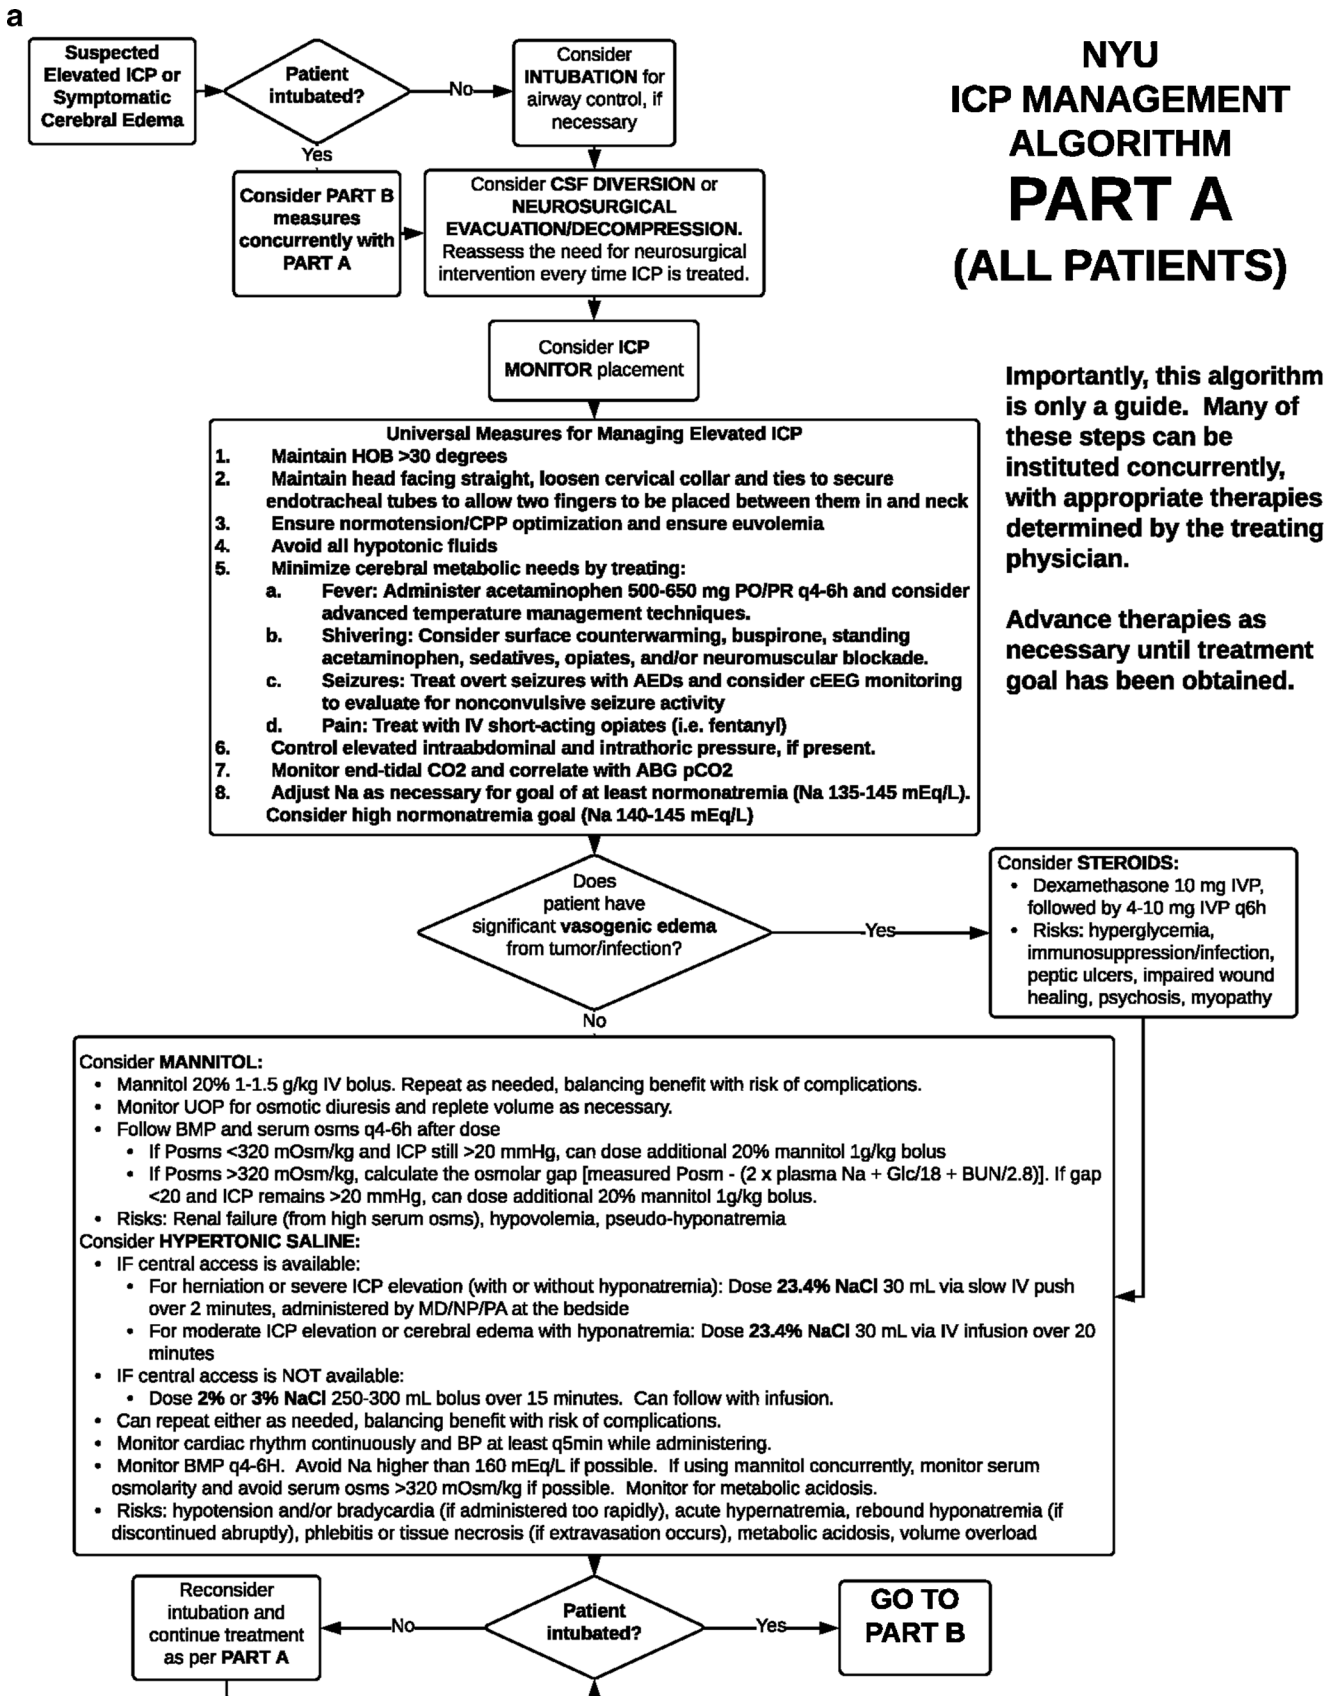 a
Suspected
Elevated ICP or
Symptomatic
Cerebral Edema
Patient
intubated?
No
Consider
INTUBATION for
airway control, if
necessary
NYU
ICP MANAGEMENT
ALGORITHM
PART A
(ALL PATIENTS)
Yes
Consider PART B
measures
concurrently with
PART A
Consider CSF DIVERSION or
NEUROSURGICAL
EVACUATION/DECOMPRESSION.
Reassess the need for neurosurgical
intervention every time ICP is treated.
Consider ICP
MONITOR placement
Importantly, this algorithm
is only a guide. Many of
these steps can be
instituted concurrently,
with appropriate therapies
determined by the treating
physician.
Advance therapies as
necessary until treatment
goal has been obtained.
Universal Measures for Managing Elevated ICP
1. Maintain HOB >30 degrees
2. Maintain head facing straight, loosen cervical collar and ties to secure
endotracheal tubes to allow two fingers to be placed between them in and neck
3. Ensure normotension/CPP optimization and ensure euvolemia
4. Avoid all hypotonic fluids
5. Minimize cerebral metabolic needs by treating:
a. Fever: Administer acetaminophen 500-650 mg PO/PR q4-6h and consider
advanced temperature management techniques.
b. Shivering: Consider surface counterwarming, buspirone, standing
acetaminophen, sedatives, opiates, and/or neuromuscular blockade.
c. Seizures: Treat overt seizures with AEDs and consider cEEG monitoring
to evaluate for nonconvulsive seizure activity
d. Pain: Treat with IV short-acting opiates (i.e. fentanyl)
6. Control elevated intraabdominal and intrathoric pressure, if present.
7. Monitor end-tidal CO2 and correlate with ABG pCO2
8. Adjust Na as necessary for goal of at least normonatremia (Na 135-145 mEq/L).
Consider high normonatremia goal (Na 140-145 mEq/L)
Does
patient have
significant vasogenic edema
from tumor/infection?
Yes
Consider STEROIDS:
• Dexamethasone 10 mg IVP,
followed by 4-10 mg IVP q6h
• Risks: hyperglycemia,
immunosuppression/infection,
peptic ulcers, impaired wound
healing, psychosis, myopathy
No
Consider MANNITOL:
• Mannitol 20% 1-1.5 g/kg IV bolus. Repeat as needed, balancing benefit with risk of complications.
• Monitor UOP for osmotic diuresis and replete volume as necessary.
• Follow BMP and serum osms q4-6h after dose
• If Posms <320 mOsm/kg and ICP still >20 mmHg, can dose additional 20% mannitol 1g/kg bolus
• If Posms >320 mOsm/kg, calculate the osmolar gap [measured Posm - (2 x plasma Na + Glc/18 + BUN/2.8)]. If gap
<20 and ICP remains >20 mmHg, can dose additional 20% mannitol 1g/kg bolus.
• Risks: Renal failure (from high serum osms), hypovolemia, pseudo-hyponatremia
Consider HYPERTONIC SALINE:
• IF central access is available:
• For herniation or severe ICP elevation (with or without hyponatremia): Dose 23.4% NaCl 30 mL via slow IV push
over 2 minutes, administered by MD/NP/PA at the bedside
• For moderate ICP elevation or cerebral edema with hyponatremia: Dose 23.4% NaCl 30 mL via IV infusion over 20
minutes
• IF central access is NOT available:
• Dose 2% or 3% NaCl 250-300 mL bolus over 15 minutes. Can follow with infusion.
• Can repeat either as needed, balancing benefit with risk of complications.
• Monitor cardiac rhythm continuously and BP at least q5min while administering.
• Monitor BMP q4-6H. Avoid Na higher than 160 mEq/L if possible. If using mannitol concurrently, monitor serum
osmolarity and avoid serum osms >320 mOsm/kg if possible. Monitor for metabolic acidosis.
• Risks: hypotension and/or bradycardia (if administered too rapidly), acute hypernatremia, rebound hyponatremia (if
discontinued abruptly), phlebitis or tissue necrosis (if extravasation occurs), metabolic acidosis, volume overload
Reconsider
intubation and
continue treatment
as per PART A
No
Patient
intubated?
Yes
GO TO
PART B